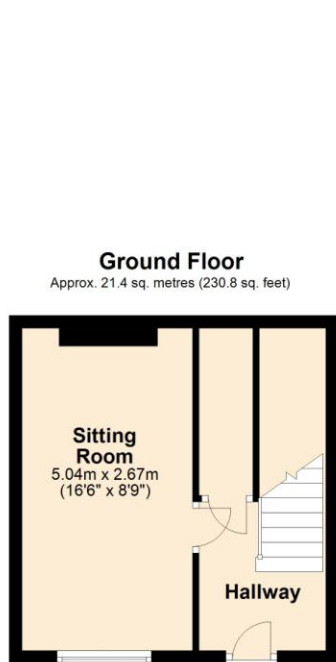 Ground Floor
Approx. 21.4 sq. metres (230.8 sq. feet)
Sitting
Room
5.04m x 2.67m
(16'6" x 8'9")
Hallway